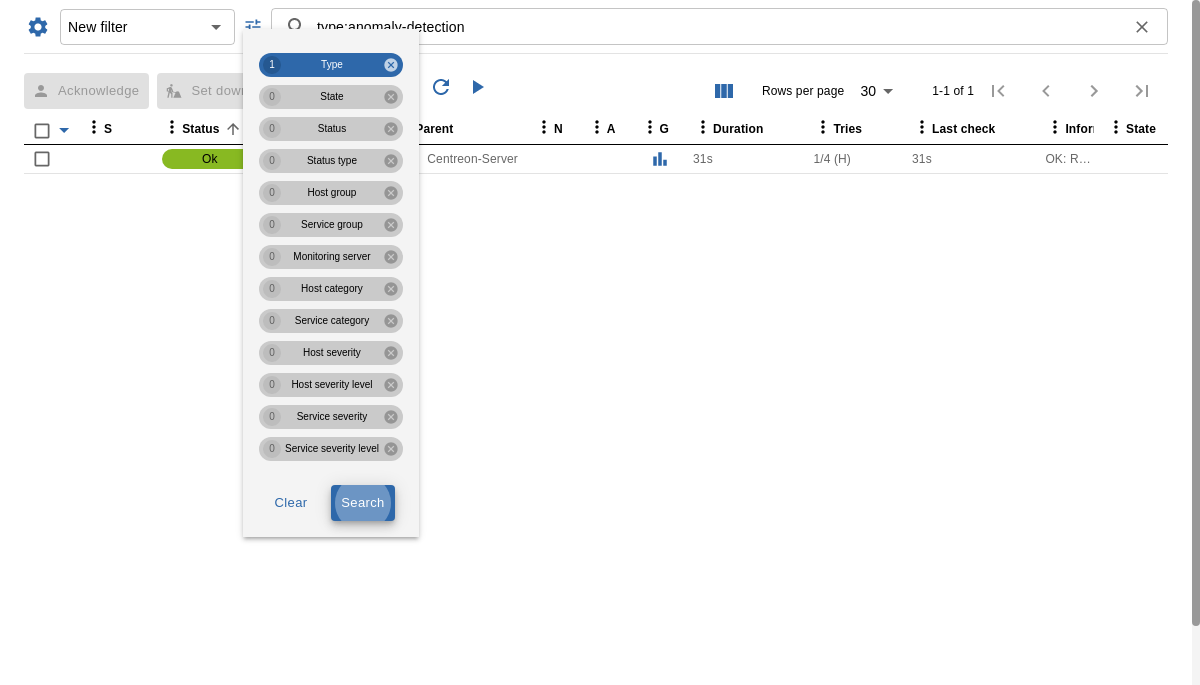 New filter
type:anomaly-detection
1 Type
0 State
0 Status
0 Status type
0 Host group
0 Service group
0 Monitoring server
0 Host category
0 Service category
0 Host severity
0 Host severity level
0 Service severity
0 Service severity level
Clear Search
Acknowledge Set down
Rows per page 30 1-1 of 1
S Status Parent N A G Duration Tries Last check Infor State
Ok Centreon-Server 31s 1/4 (H) 31s OK: R…